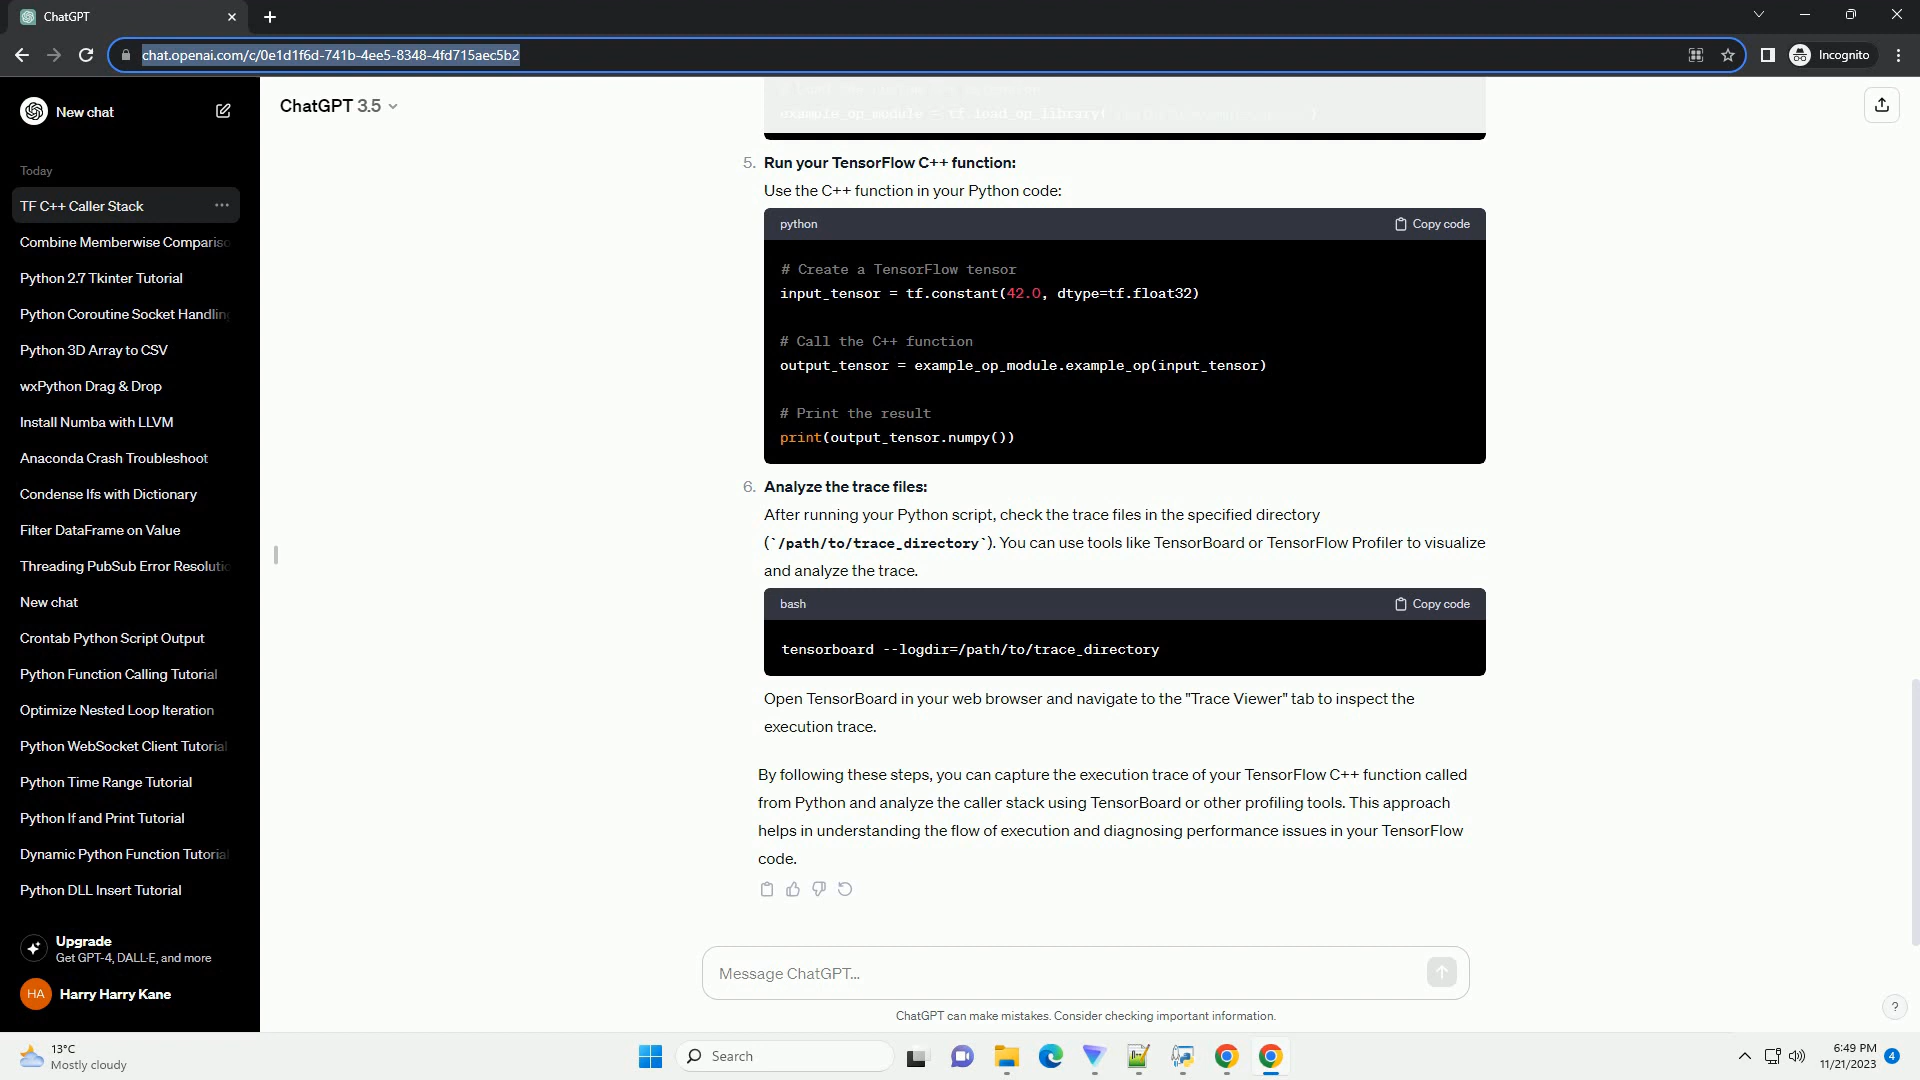 ChatGPT
chat.openai.com/c/0e1d1f6d-741b-4ee5-8348-4fd715aec5b2
Incognito
New chat
Today
TF C++ Caller Stack
Combine Memberwise Compariso
Python 2.7 Tkinter Tutorial
Python Coroutine Socket Handling
Python 3D Array to CSV
wxPython Drag & Drop
Install Numba with LLVM
Anaconda Crash Troubleshoot
Condense Ifs with Dictionary
Filter DataFrame on Value
Threading PubSub Error Resolutio
New chat
Crontab Python Script Output
Python Function Calling Tutorial
Optimize Nested Loop Iteration
Python WebSocket Client Tutorial
Python Time Range Tutorial
Python If and Print Tutorial
Dynamic Python Function Tutorial
Python DLL Insert Tutorial
Upgrade
Get GPT-4, DALL·E, and more
HA Harry Harry Kane
ChatGPT 3.5
example_op_module = tf.load_op_library(
5. Run your TensorFlow C++ function:
Use the C++ function in your Python code:
python Copy code
# Create a TensorFlow tensor
input_tensor = tf.constant(42.0, dtype=tf.float32)
# Call the C++ function
output_tensor = example_op_module.example_op(input_tensor)
# Print the result
print(output_tensor.numpy())
6. Analyze the trace files:
After running your Python script, check the trace files in the specified directory
(`/path/to/trace_directory`). You can use tools like TensorBoard or TensorFlow Profiler to visualize
and analyze the trace.
bash Copy code
tensorboard --logdir=/path/to/trace_directory
Open TensorBoard in your web browser and navigate to the "Trace Viewer" tab to inspect the
execution trace.
By following these steps, you can capture the execution trace of your TensorFlow C++ function called
from Python and analyze the caller stack using TensorBoard or other profiling tools. This approach
helps in understanding the flow of execution and diagnosing performance issues in your TensorFlow
code.
Message ChatGPT...
ChatGPT can make mistakes. Consider checking important information.
?
13°C
Mostly cloudy
Search
6:49 PM
11/21/2023
4